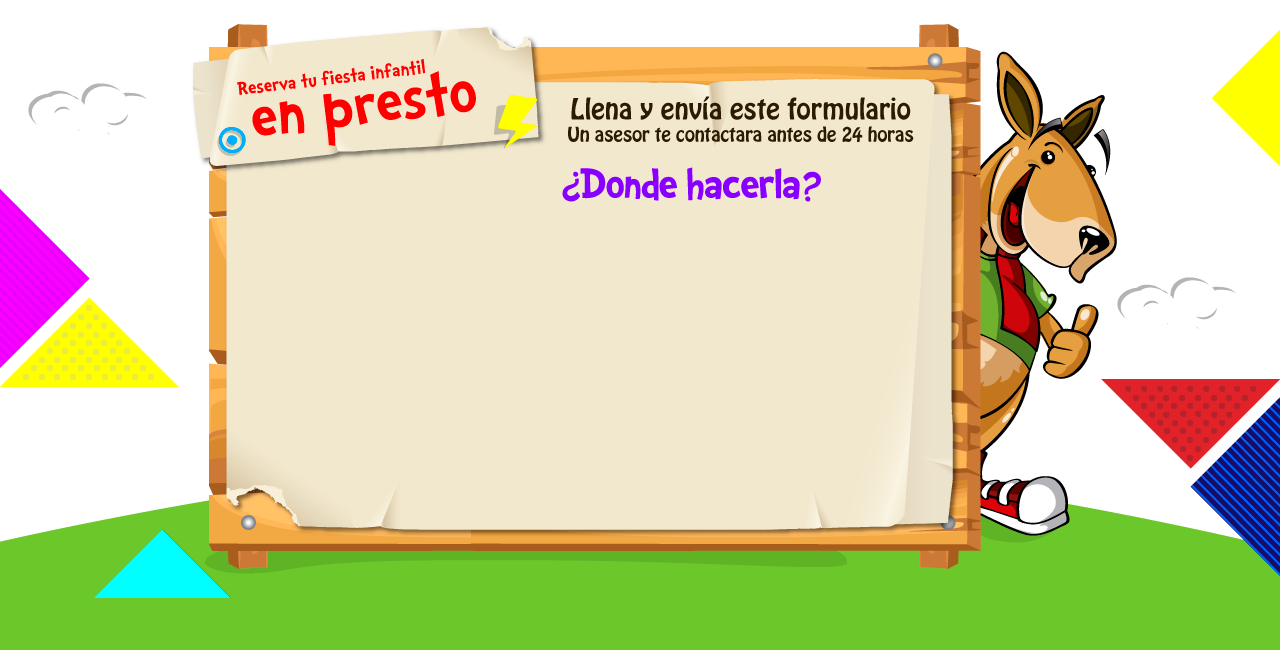 Reserva tu fiesta infantil
en presto
Llena y envía este formulario
Un asesor te contactara antes de 24 horas
¿Donde hacerla?